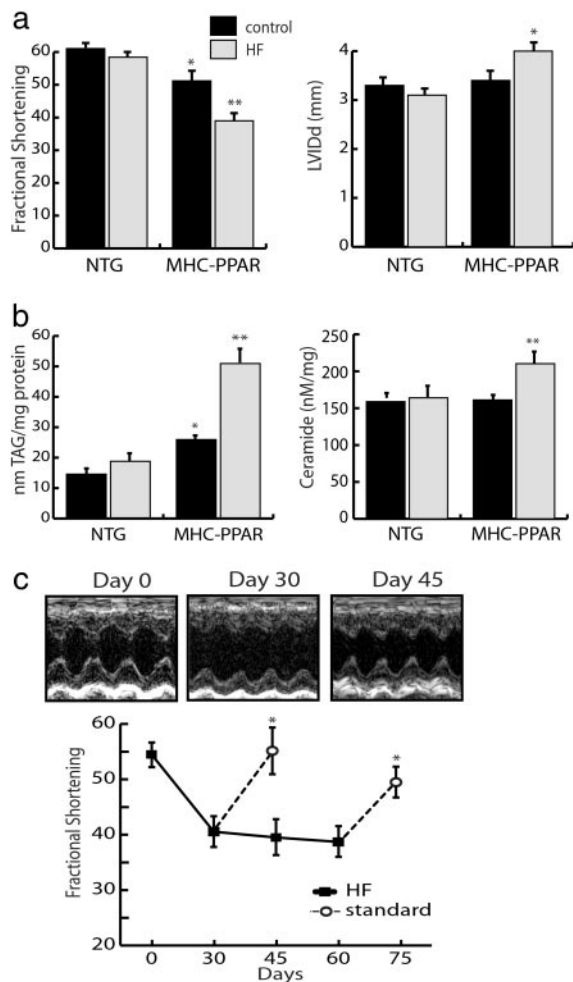 a
control
HF
Fractional Shortening
60
50
40
30
20
10
0
*
**
NTG
MHC-PPAR
LVIDd (mm)
4
3
2
1
0
*
NTG
MHC-PPAR
b
nm TAG/mg protein
60
50
40
30
20
10
0
*
**
NTG
MHC-PPAR
Ceramide (nM/mg)
250
200
150
100
50
0
**
NTG
MHC-PPAR
c
Day 0
Day 30
Day 45
Fractional Shortening
60
50
40
30
20
*
*
HF
standard
0
30
45
60
75
Days